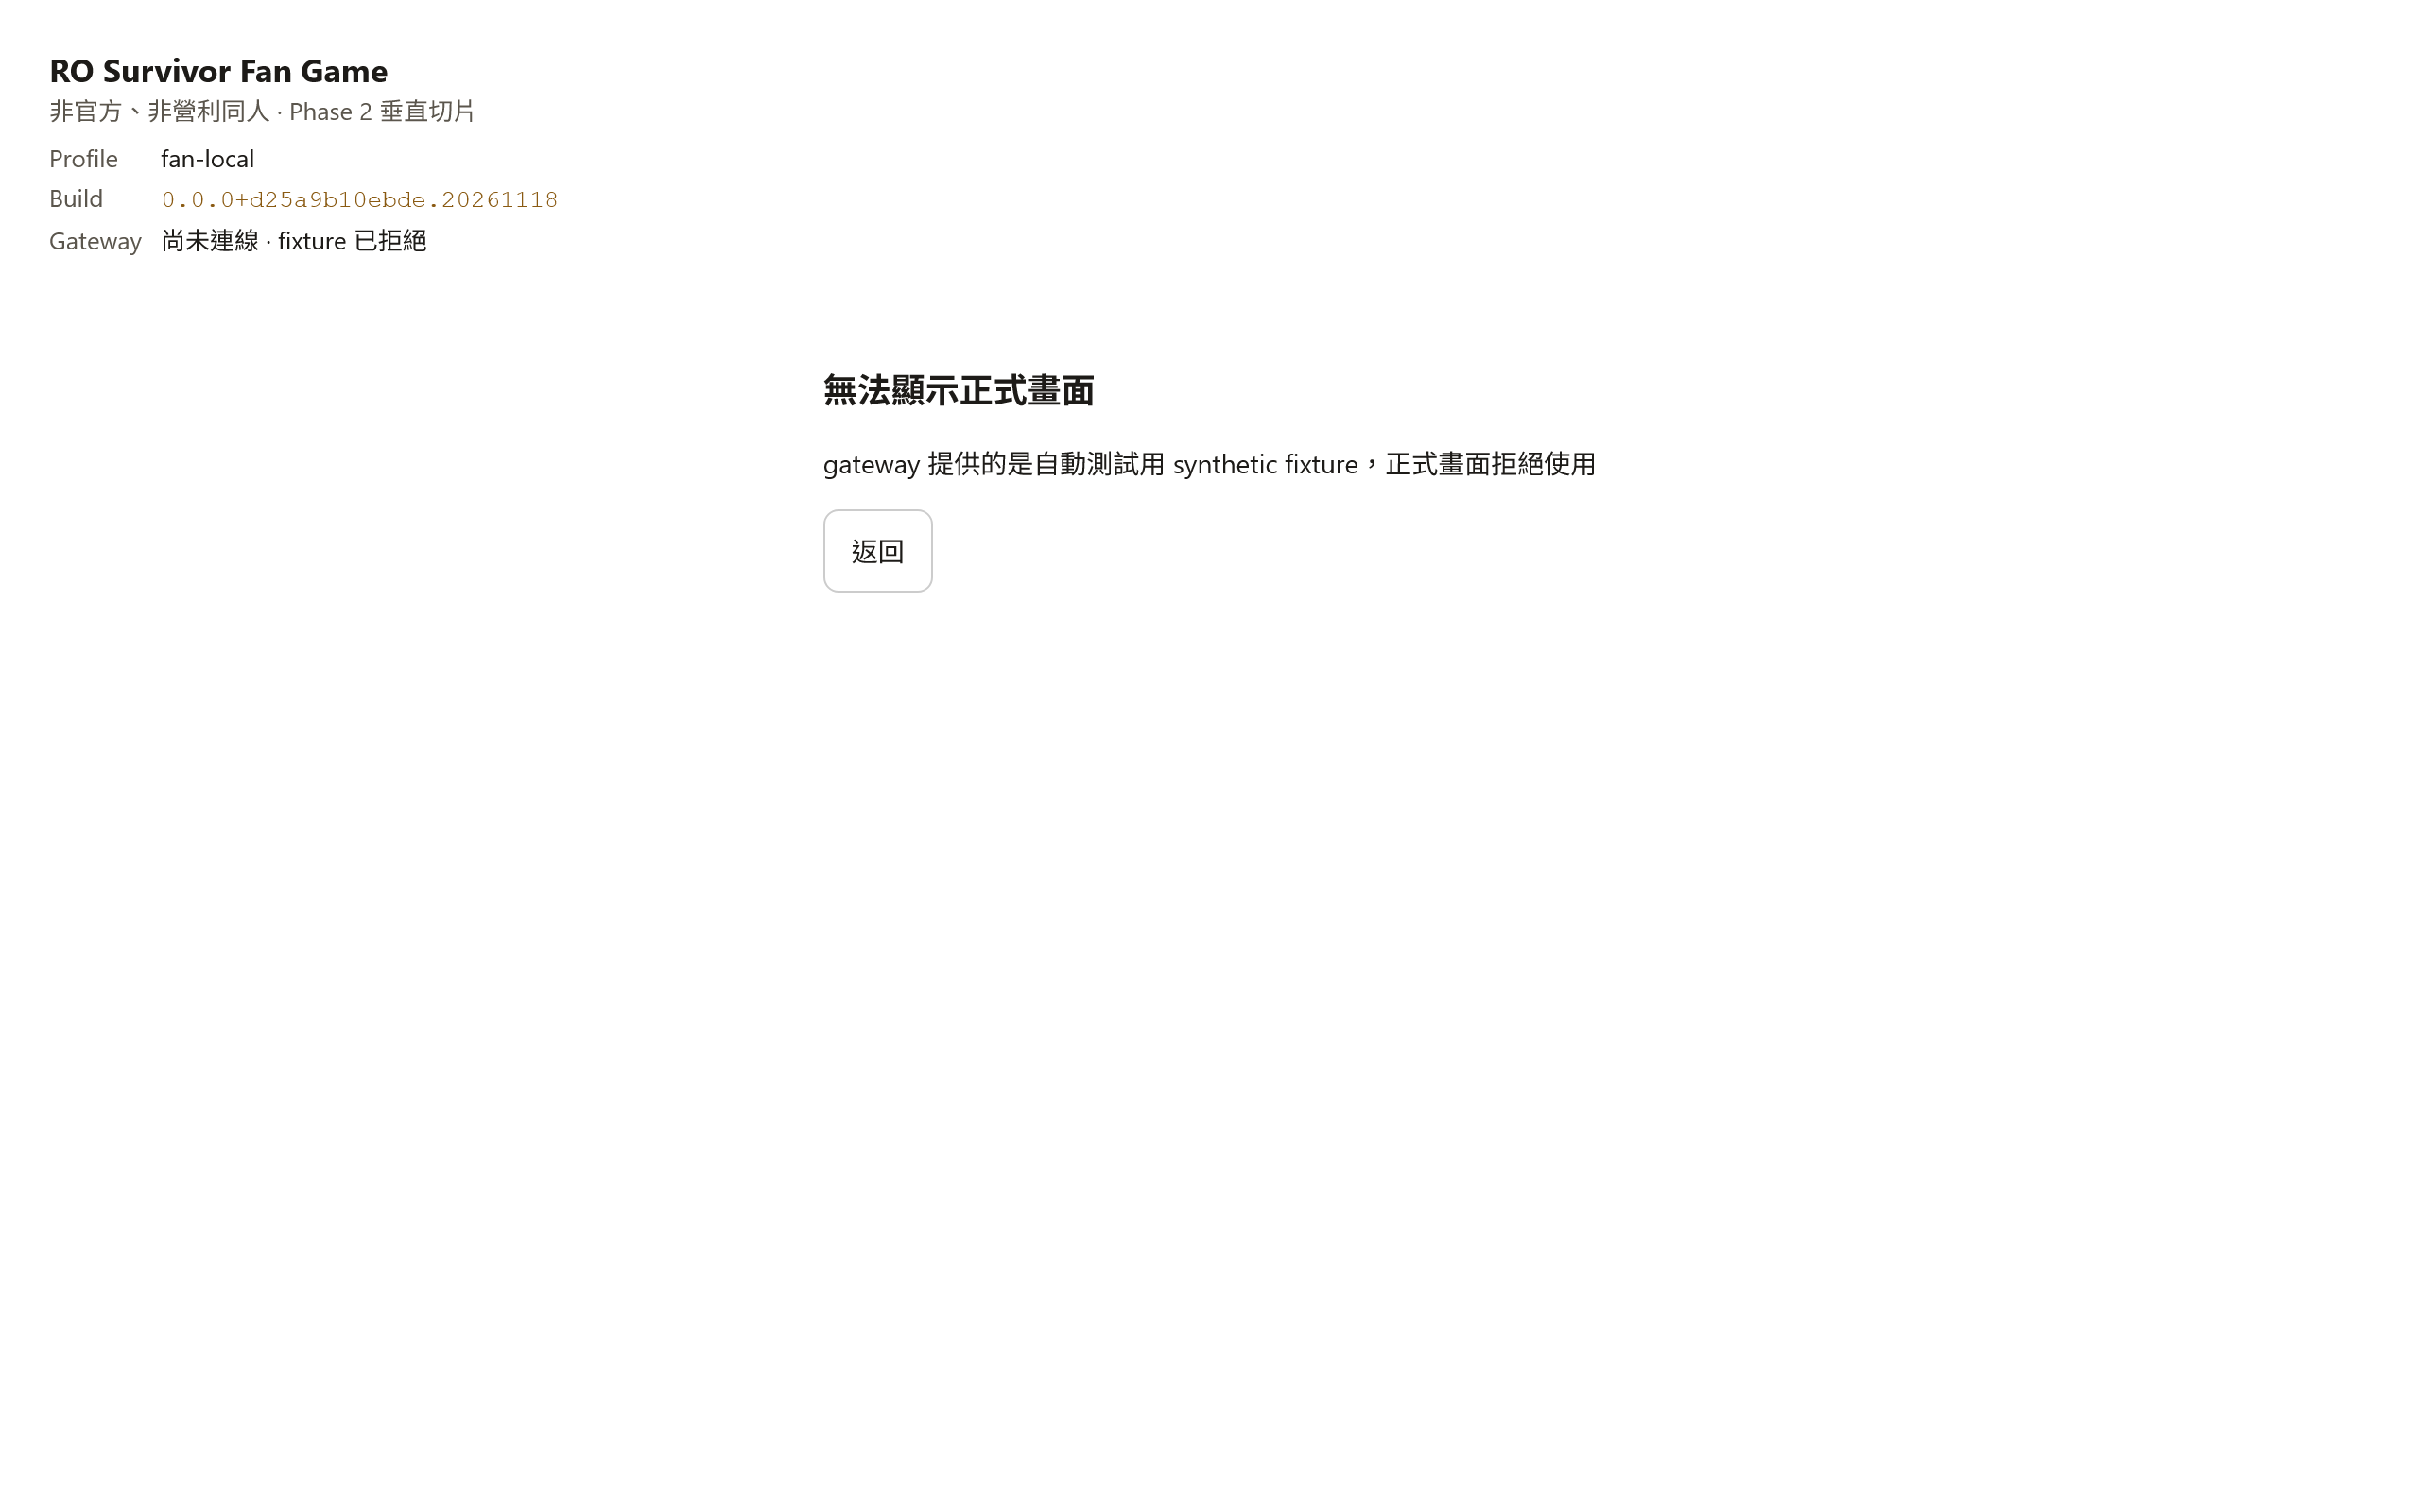 RO Survivor Fan Game
非官方、非營利同人 · Phase 2 垂直切片
Profile fan-local
Build 0.0.0+d25a9b10ebde.20261118
Gateway 尚未連線 · fixture 已拒絕
無法顯示正式畫面
gateway 提供的是自動測試用 synthetic fixture，正式畫面拒絕使用
返回